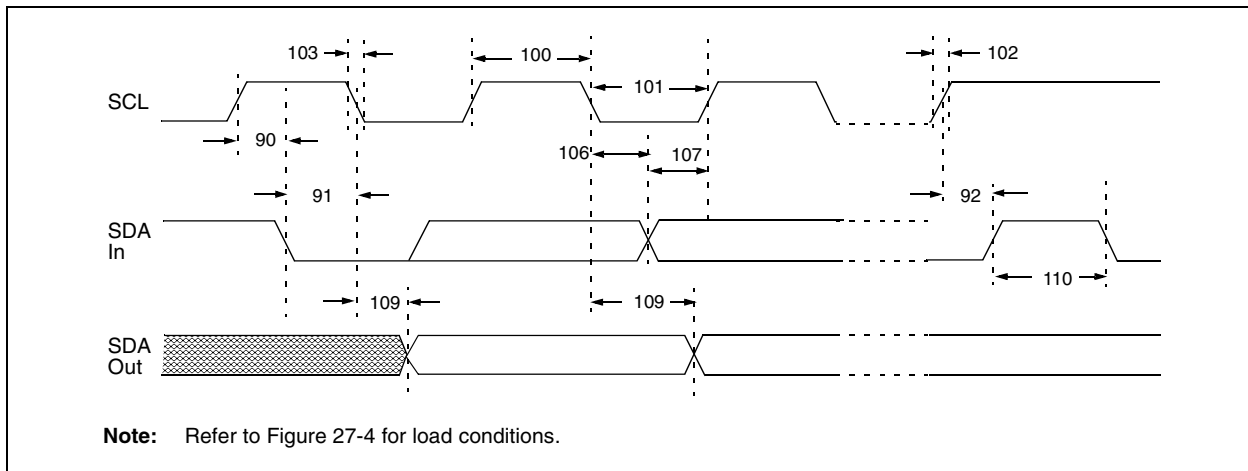 103
100
102
SCL
101
90
106
107
91
92
SDA
In
109
109
110
SDA
Out
Note: Refer to Figure 27-4 for load conditions.